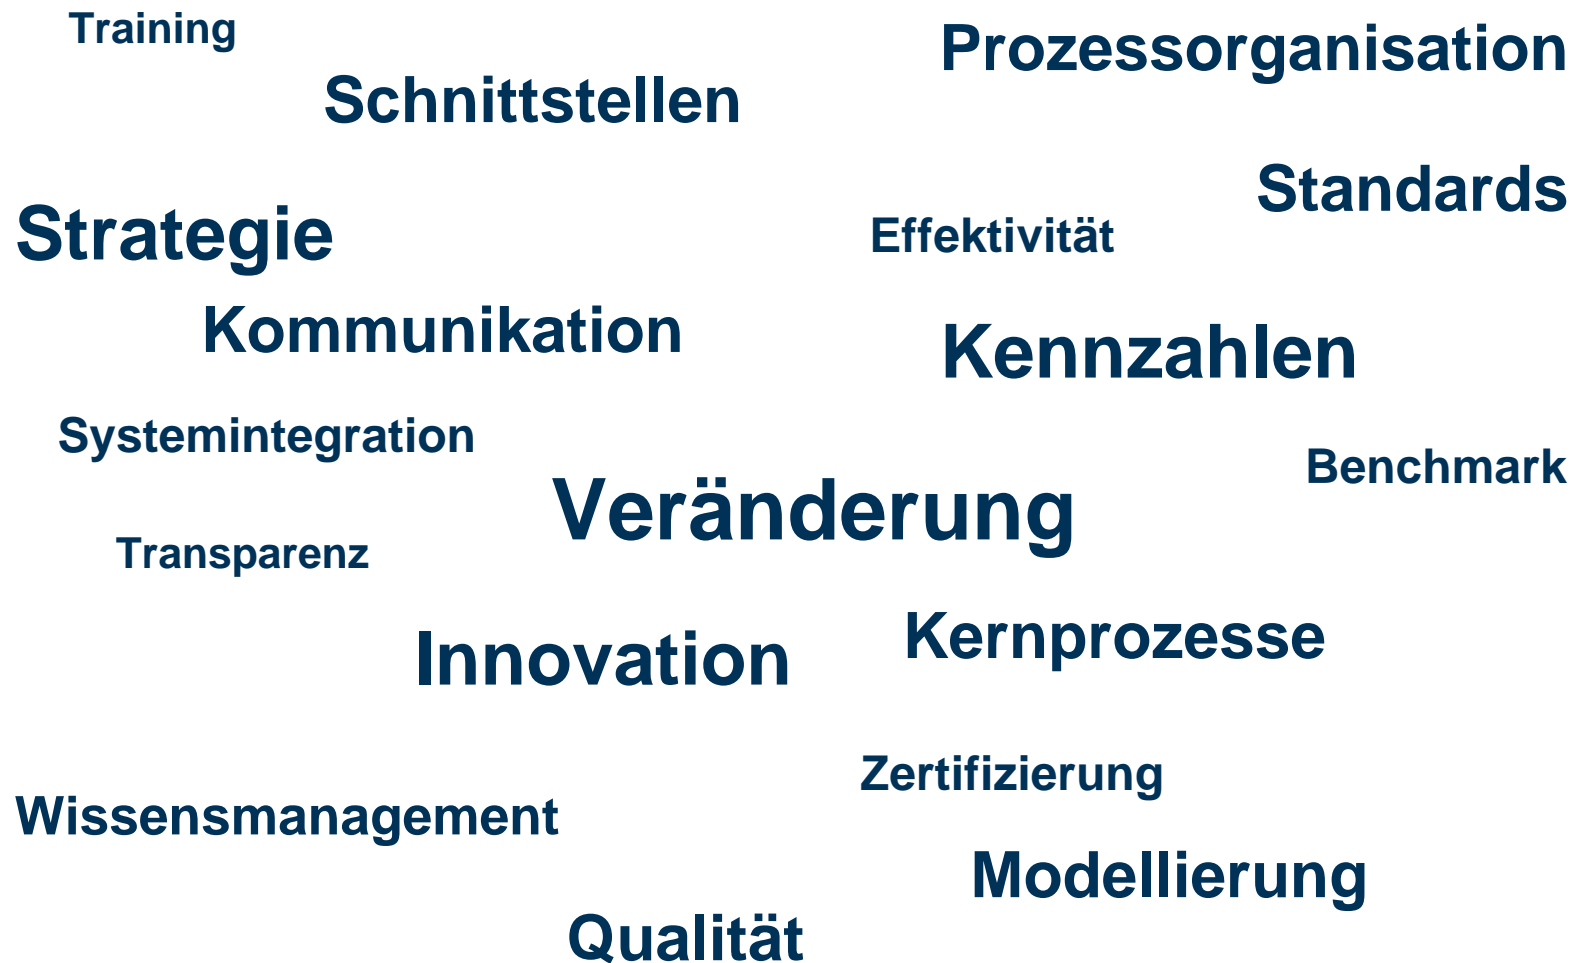 Training
Prozessorganisation
Schnittstellen
Standards
Strategie
Effektivität
Kommunikation
Kennzahlen
Systemintegration
Benchmark
Veränderung
Transparenz
Kernprozesse
Innovation
Zertifizierung
Wissensmanagement
Modellierung
Qualität